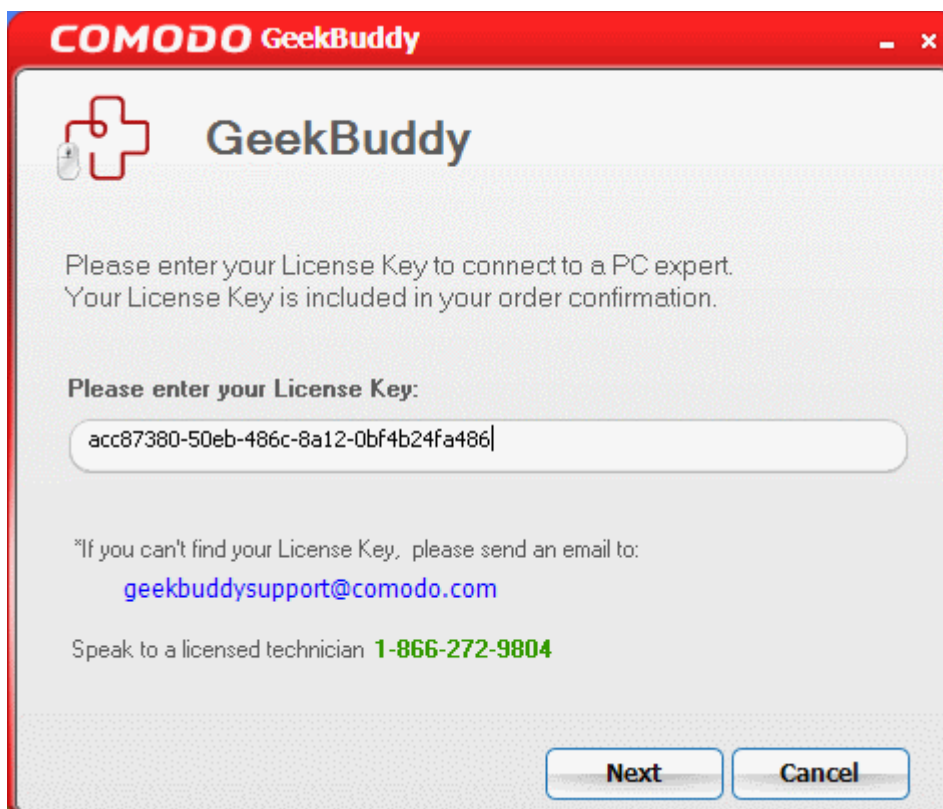 COMODO GeekBuddy
GeekBuddy
Please enter your License Key to connect to a PC expert.
Your License Key is included in your order confirmation.
Please enter your License Key:
acc87380-50eb-486c-8a12-0bf4b24fa486
*If you can't find your License Key, please send an email to:
geekbuddysupport@comodo.com
Speak to a licensed technician 1-866-272-9804
Next Cancel